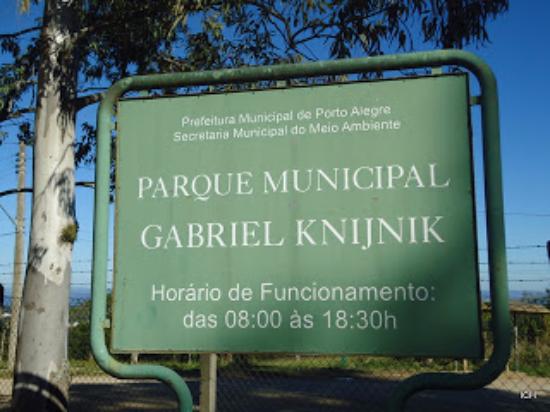 Prefeitura Municipal de Porto Alegre
Secretaria Municipal do Meio Ambiente
PARQUE MUNICIPAL
GABRIEL KNIJNIK
Horário de Funcionamento:
das 08:00 às 18:30h